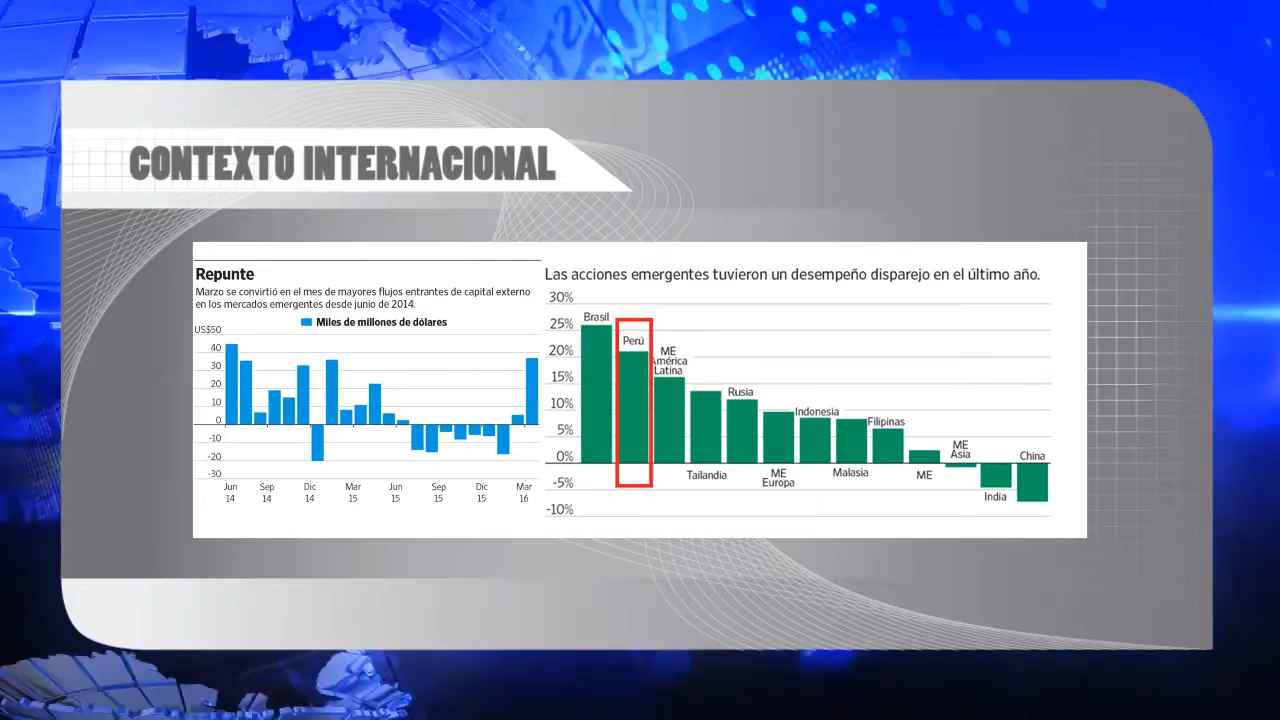 CONTEXTO INTERNACIONAL
Repunte
Marzo se convirtió en el mes de mayores flujos entrantes de capital externo
en los mercados emergentes desde junio de 2014.
Miles de millones de dólares
US$50
40
30
20
10
0
-10
-20
-30
Jun Sep Dic Mar Jun Sep Dic Mar
14 14 14 15 15 15 15 16
Las acciones emergentes tuvieron un desempeño disparejo en el último año.
30%
25%
20%
15%
10%
5%
0%
-5%
-10%
Brasil
Perú
ME
América
Latina
Tailandia
Rusia
ME
Europa
Indonesia
Malasia
Filipinas
ME
ME
Asia
India
China